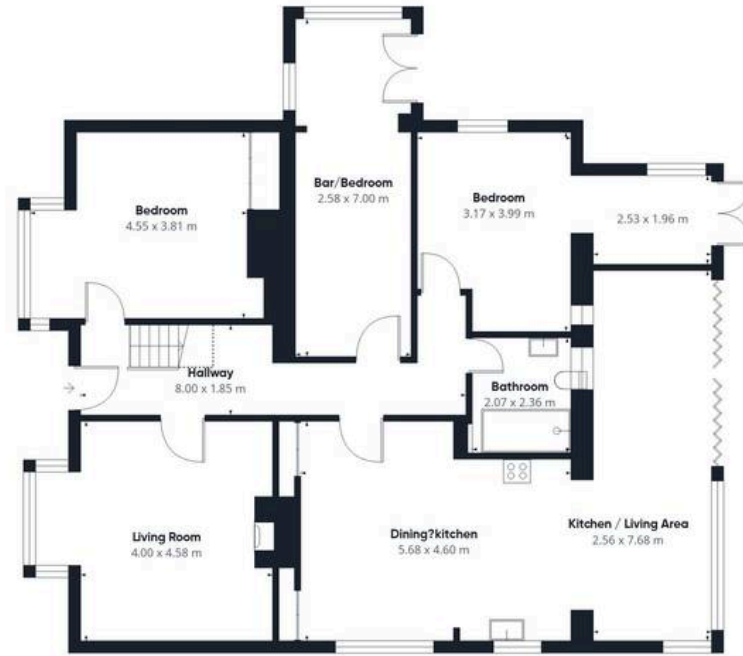 Bar/Bedroom
2.58 x 7.00 m
Bedroom
4.55 x 3.81 m
Bedroom
3.17 x 3.99 m
2.53 x 1.96 m
Hallway
8.00 x 1.85 m
Bathroom
2.07 x 2.36 m
Living Room
4.00 x 4.58 m
Dining?kitchen
5.68 x 4.60 m
Kitchen / Living Area
2.56 x 7.68 m